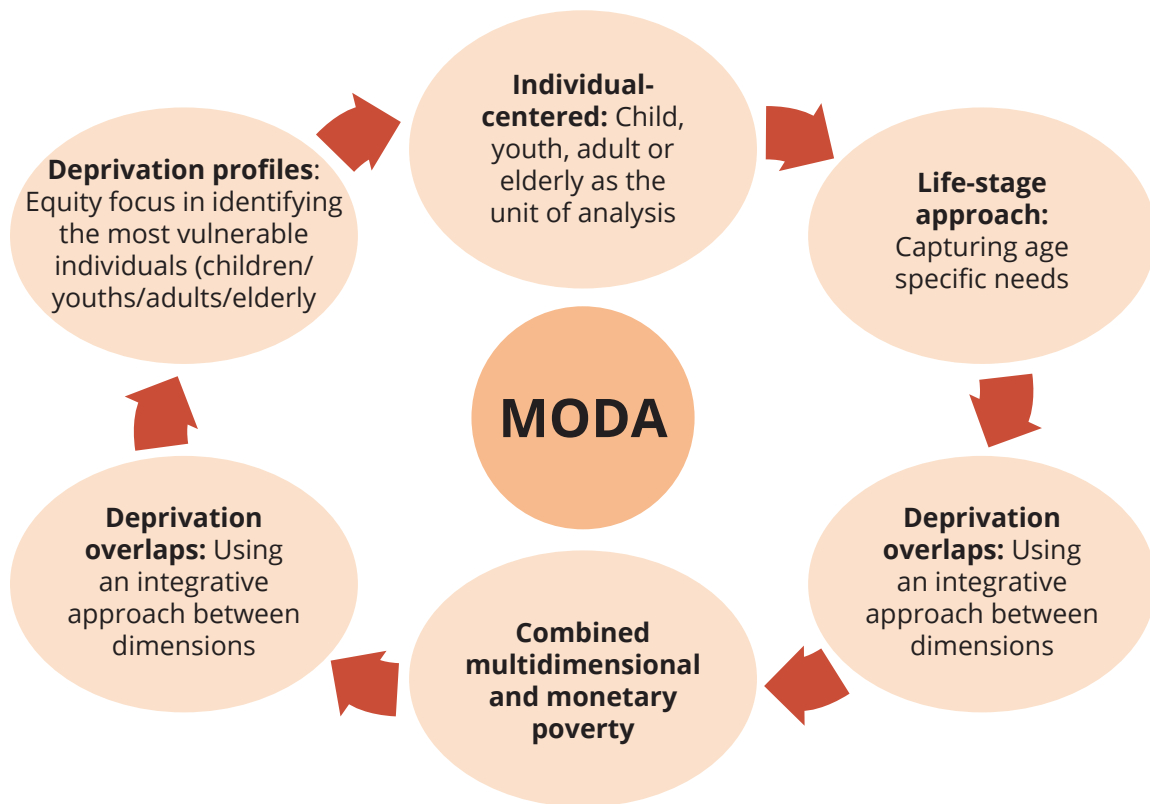 Individual-
centered: Child,
youth, adult or
elderly as the
unit of analysis
Life-stage
approach:
Capturing age
specific needs
Deprivation
overlaps: Using
an integrative
approach between
dimensions
Combined
multidimensional
and monetary
poverty
Deprivation
overlaps: Using
an integrative
approach between
dimensions
Deprivation profiles:
Equity focus in identifying
the most vulnerable
individuals (children/
youths/adults/elderly
MODA